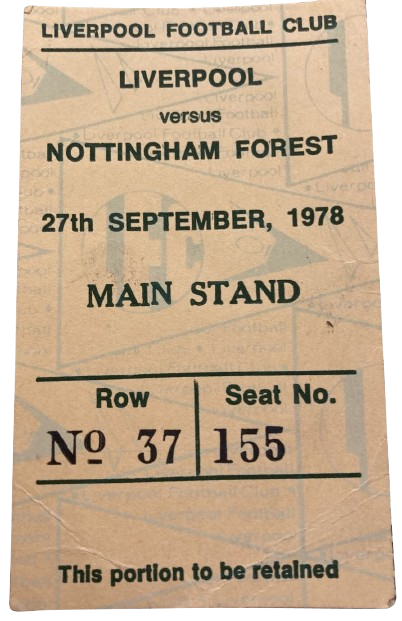 LIVERPOOL FOOTBALL CLUB
LIVERPOOL
versus
NOTTINGHAM FOREST
27th SEPTEMBER, 1978
MAIN STAND
Row Seat No.
Nº 37 155
This portion to be retained